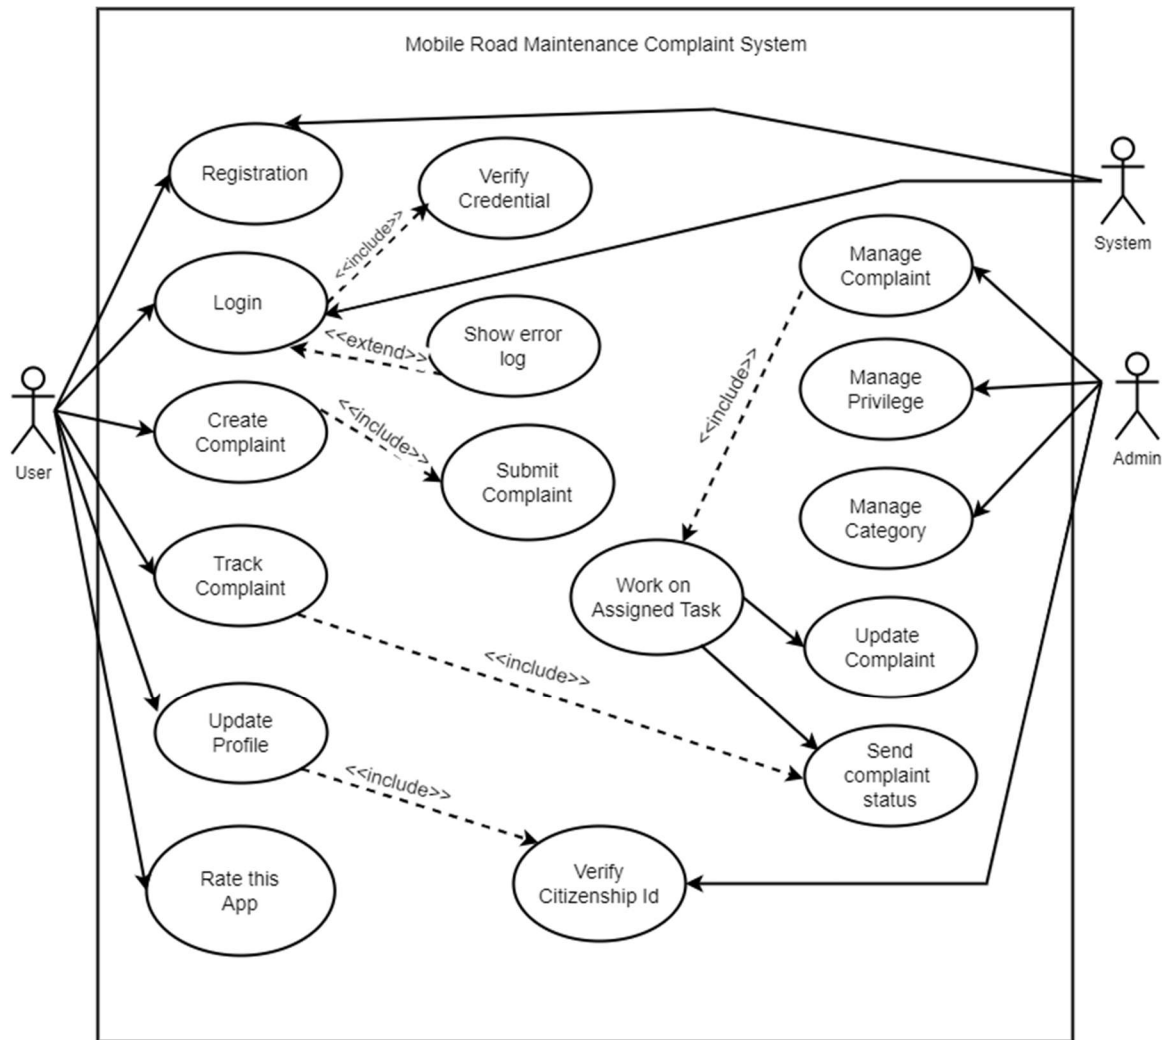 Mobile Road Maintenance Complaint System
Registration
Verify
Credential
<<include>>
System
Manage
Complaint
Login
<<extend>>
Show error
log
<<include>>
Manage
Privilege
User
Create
Complaint
<<include>>
Submit
Complaint
Admin
Manage
Category
Track
Complaint
Work on
Assigned Task
Update
Complaint
<<include>>
Update
Profile
<<include>>
Send
complaint
status
Rate this
App
Verify
Citizenship Id